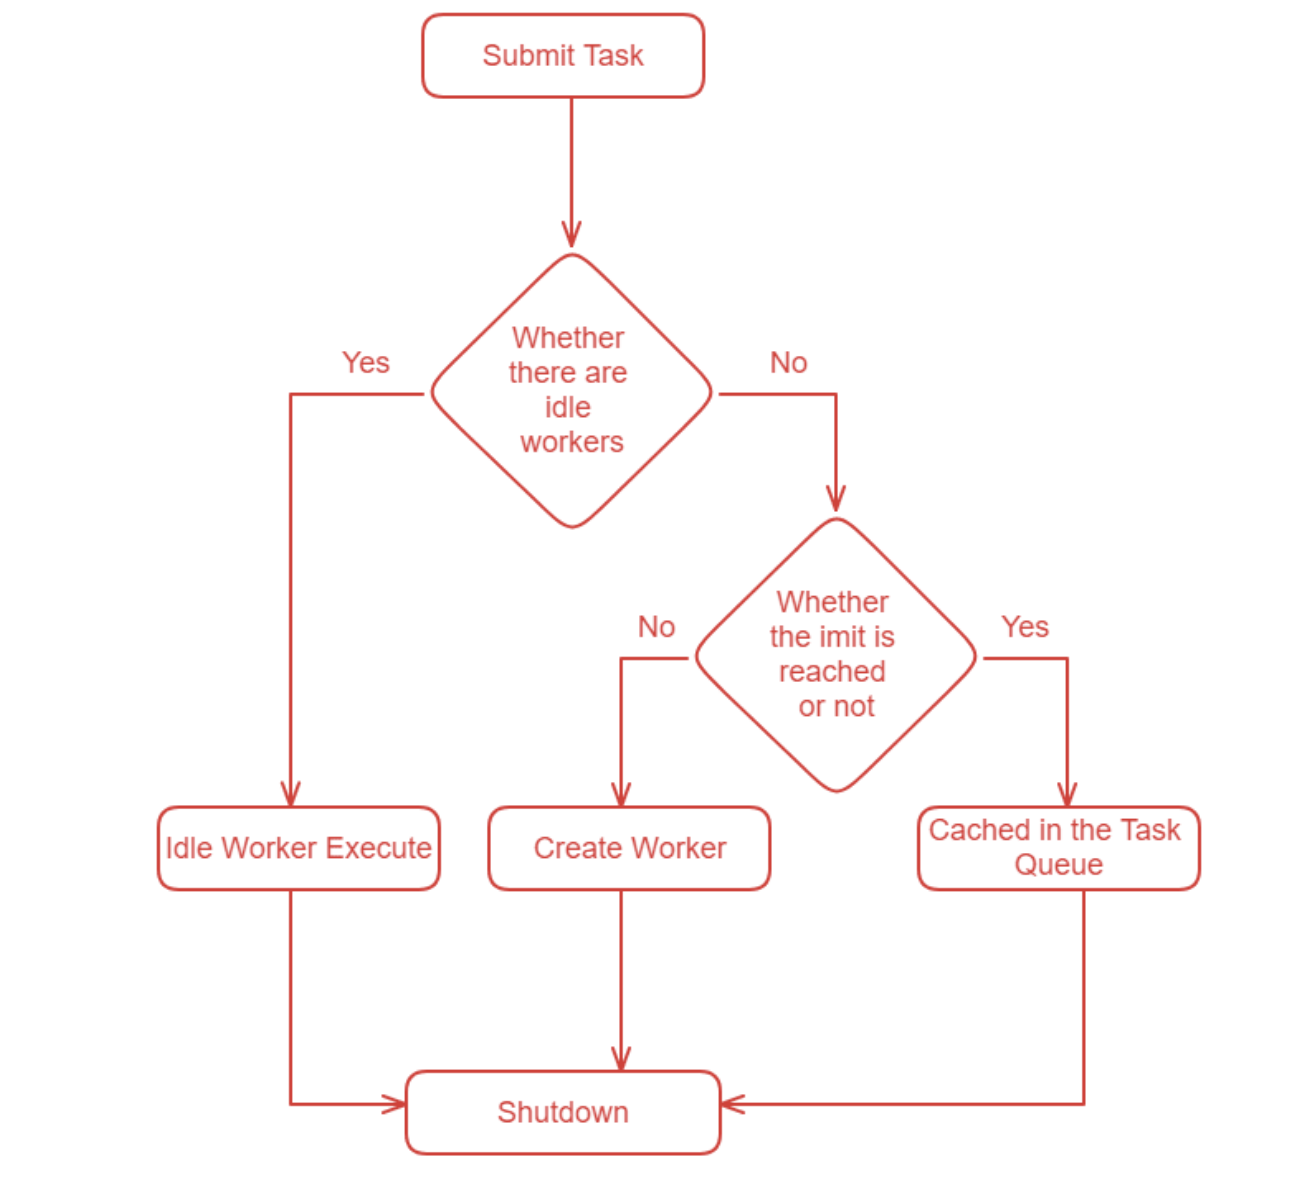 Submit Task
Yes
No
Whether
there are
idle
workers
No
Yes
Whether
the imit is
reached
or not
Idle Worker Execute
Create Worker
Cached in the Task
Queue
Shutdown